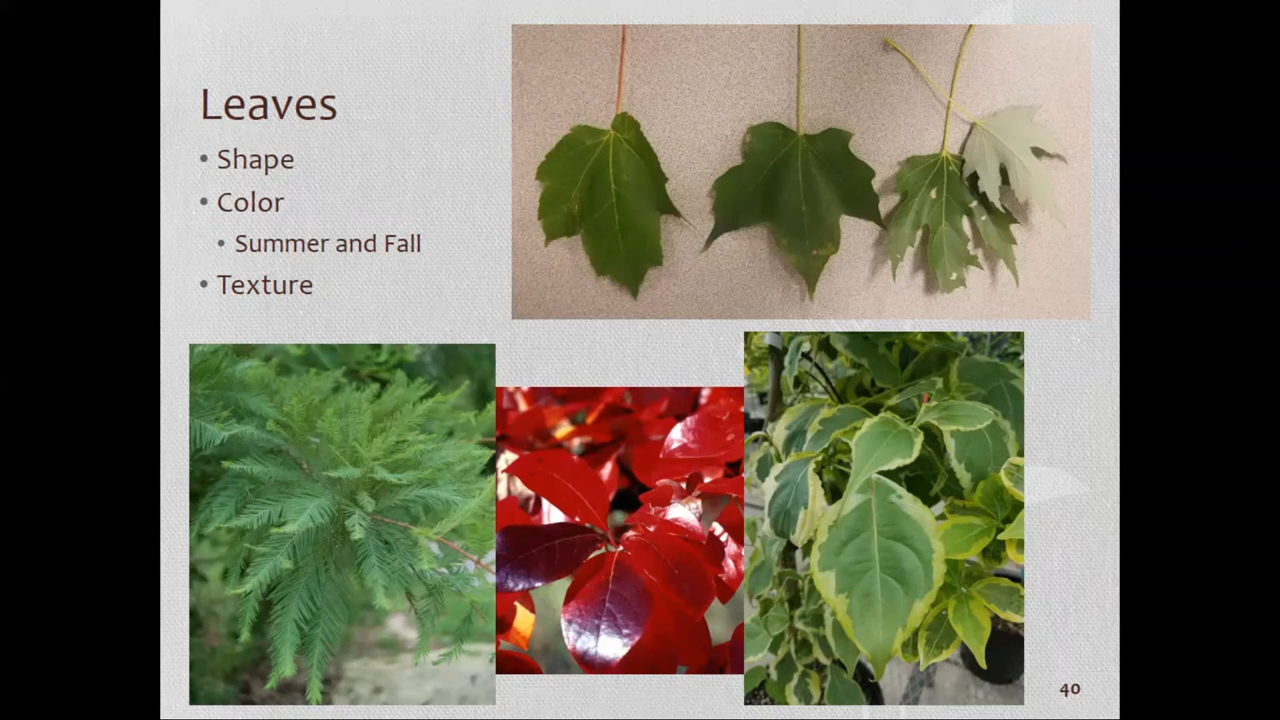 Leaves
• Shape
• Color
• Summer and Fall
• Texture
40